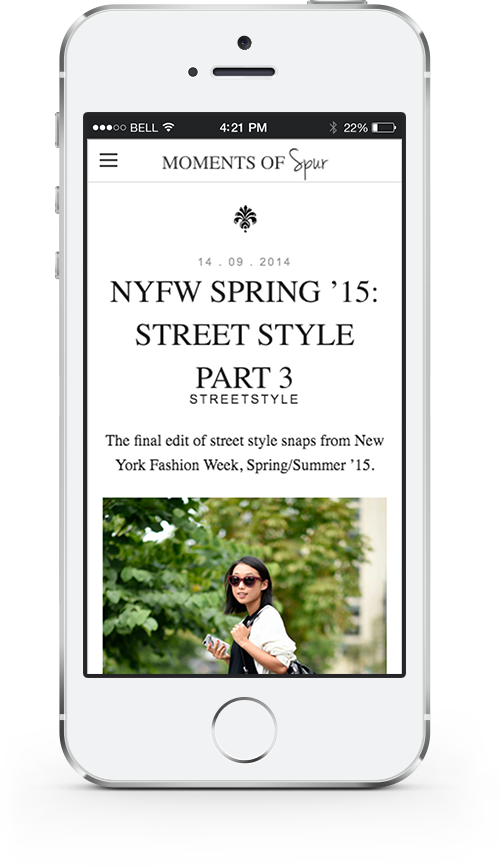 BELL 4:21 PM 22%
MOMENTS OF Spur
14 . 09 . 2014
NYFW SPRING ’15:
STREET STYLE
PART 3
STREETSTYLE
The final edit of street style snaps from New
York Fashion Week, Spring/Summer ’15.